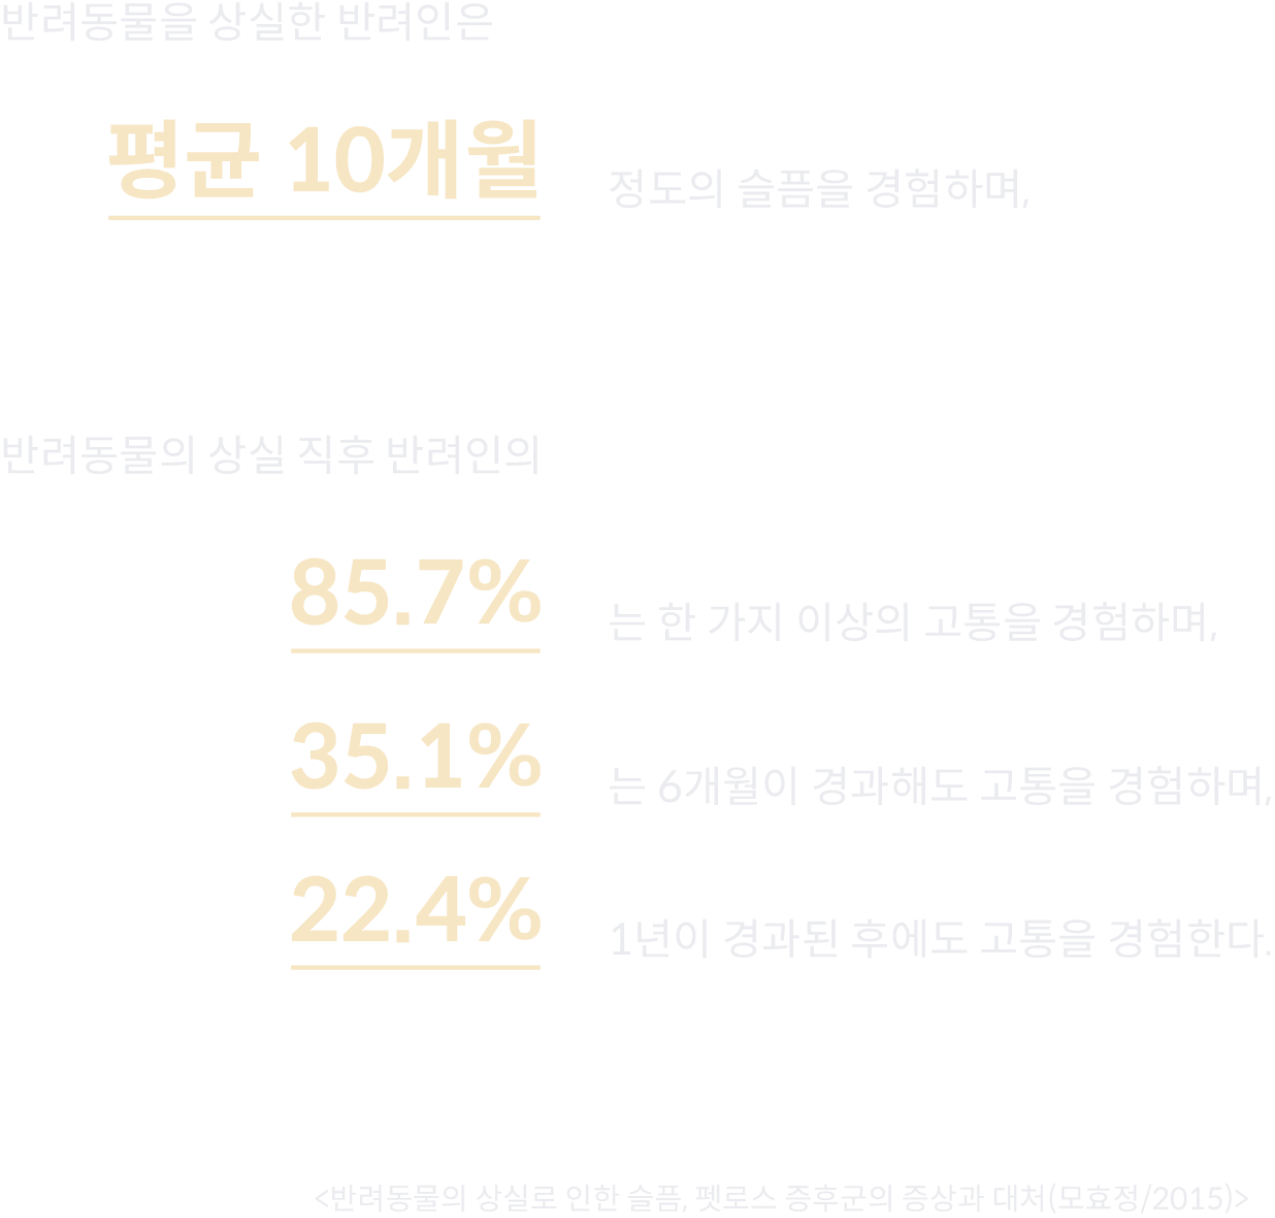 반려동물을 상실한 반려인은
평균 10개월 정도의 슬픔을 경험하며,
반려동물의 상실 직후 반려인의
85.7% 는 한 가지 이상의 고통을 경험하며,
35.1% 는 6개월이 경과해도 고통을 경험하며,
22.4% 1년이 경과된 후에도 고통을 경험한다.
<반려동물의 상실로 인한 슬픔, 펫로스 증후군의 증상과 대처(모효정/2015)>